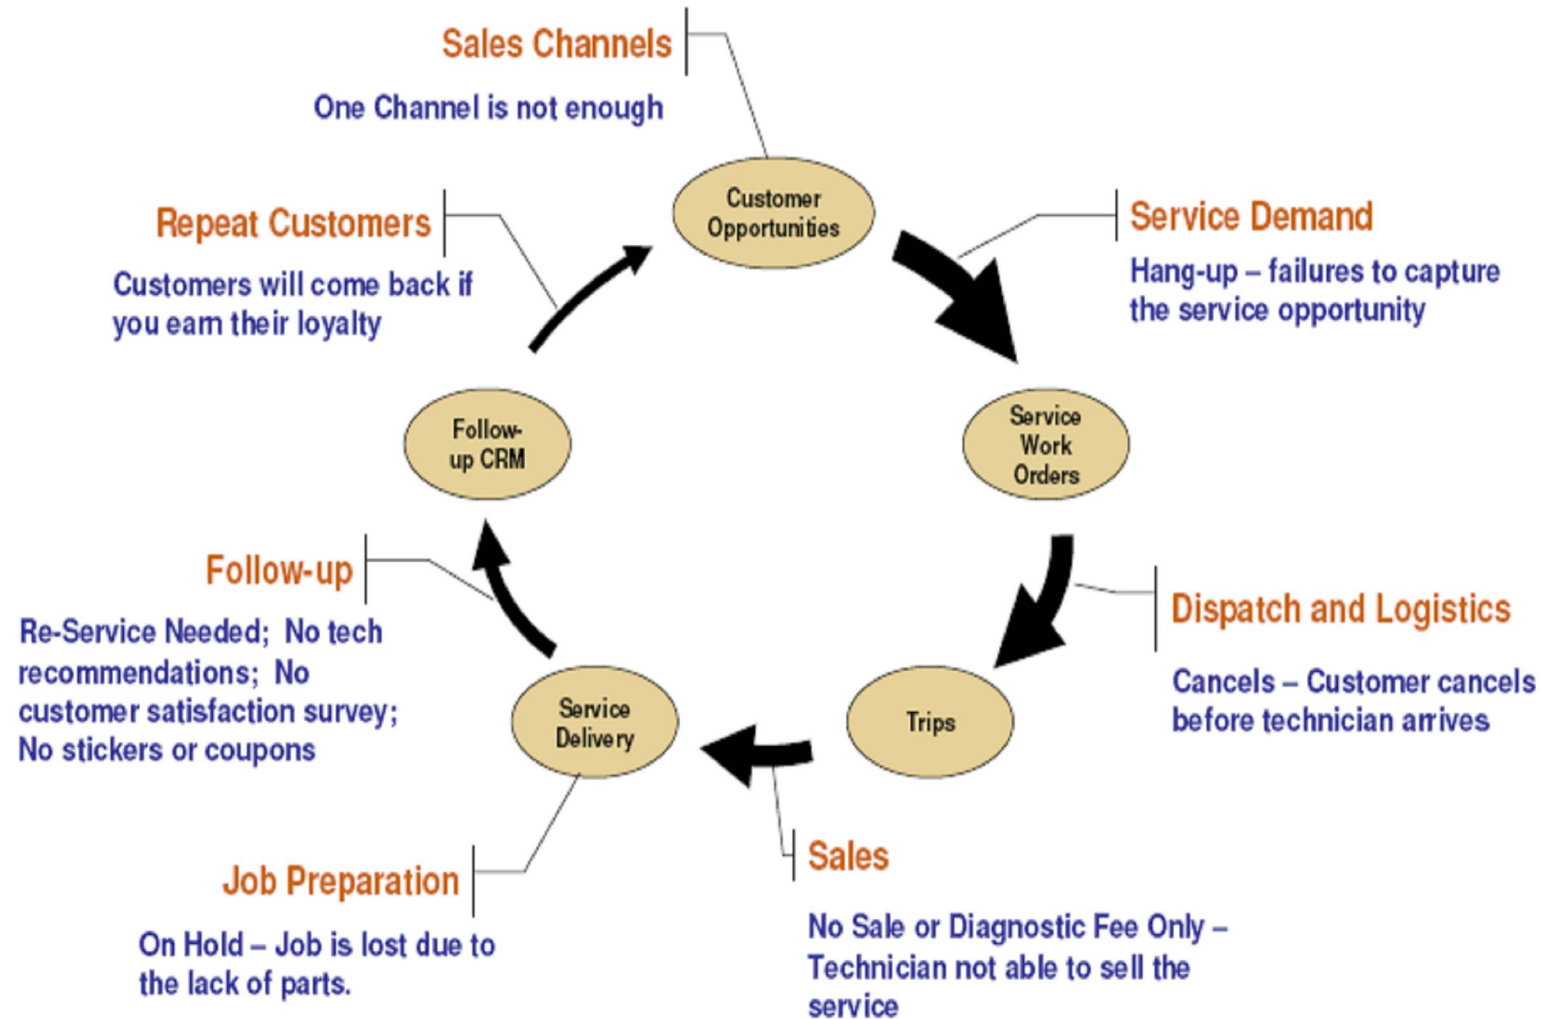 Sales Channels
One Channel is not enough
Customer
Opportunities
Repeat Customers
Customers will come back if
you earn their loyalty
Service Demand
Hang-up – failures to capture
the service opportunity
Follow-
up CRM
Service
Work
Orders
Follow-up
Re-Service Needed;  No tech
recommendations;  No
customer satisfaction survey;
No stickers or coupons
Dispatch and Logistics
Cancels – Customer cancels
before technician arrives
Service
Delivery
Trips
Job Preparation
On Hold – Job is lost due to
the lack of parts.
Sales
No Sale or Diagnostic Fee Only –
Technician not able to sell the
service